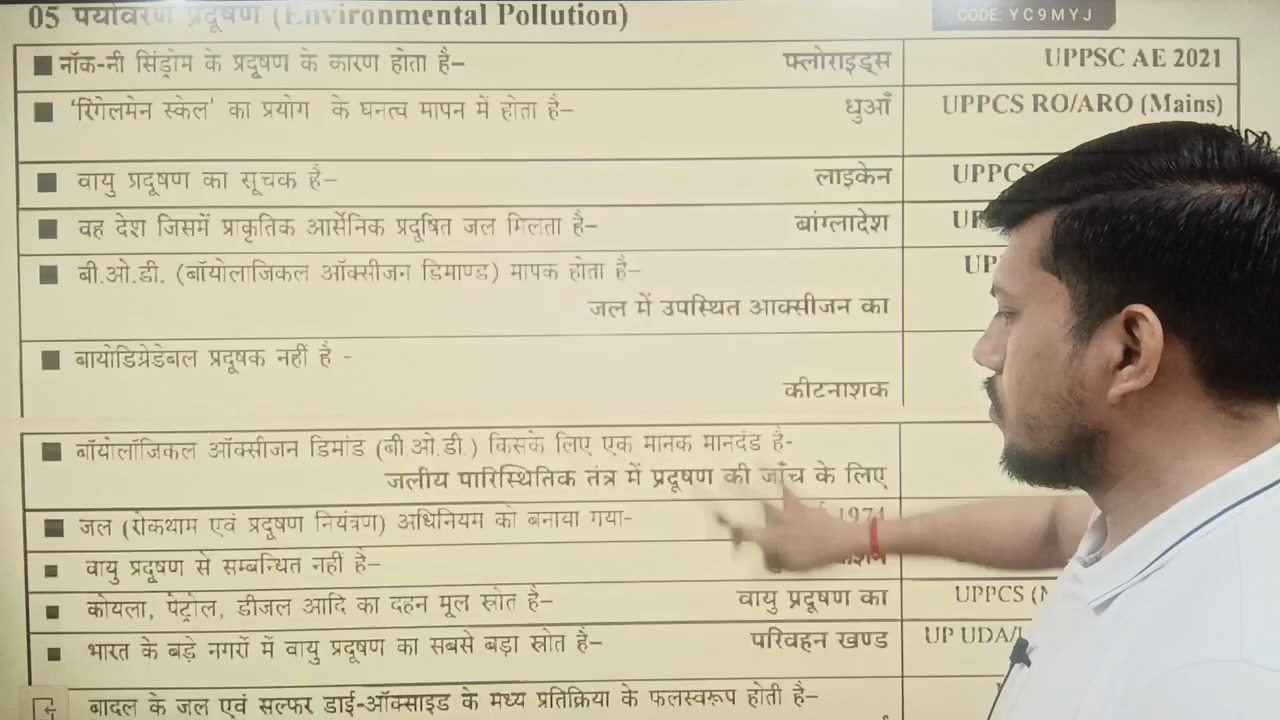 05 पर्यावरण प्रदूषण (Environmental Pollution)
CODE: Y C 9 M Y J
■ नॉक-नी सिंड्रोम के प्रदूषण के कारण होता है– फ्लोराइड्स UPPSC AE 2021
■ 'रिंगेलमेन स्केल' का प्रयोग के घनत्व मापन में होता है– धुआँ UPPCS RO/ARO (Mains)
■ वायु प्रदूषण का सूचक है– लाइकेन UPPCS
■ वह देश जिसमें प्राकृतिक आर्सेनिक प्रदूषित जल मिलता है– बांग्लादेश
■ बी.ओ.डी. (बॉयोलाजिकल ऑक्सीजन डिमाण्ड) मापक होता है–
जल में उपस्थित आक्सीजन का
■ बायोडिग्रेडेबल प्रदूषक नहीं है -
कीटनाशक
■ बॉयोलॉजिकल ऑक्सीजन डिमांड (बी.ओ.डी.) किसके लिए एक मानक मानदंड है-
जलीय पारिस्थितिक तंत्र में प्रदूषण की जाँच के लिए
■ जल (रोकथाम एवं प्रदूषण नियंत्रण) अधिनियम को बनाया गया- 1974
■ वायु प्रदूषण से सम्बन्धित नहीं है–
■ कोयला, पेट्रोल, डीजल आदि का दहन मूल स्रोत है– वायु प्रदूषण का UPPCS
■ भारत के बड़े नगरों में वायु प्रदूषण का सबसे बड़ा स्रोत है– परिवहन खण्ड UP
बादल के जल एवं सल्फर डाई-ऑक्साइड के मध्य प्रतिक्रिया के फलस्वरूप होती है–